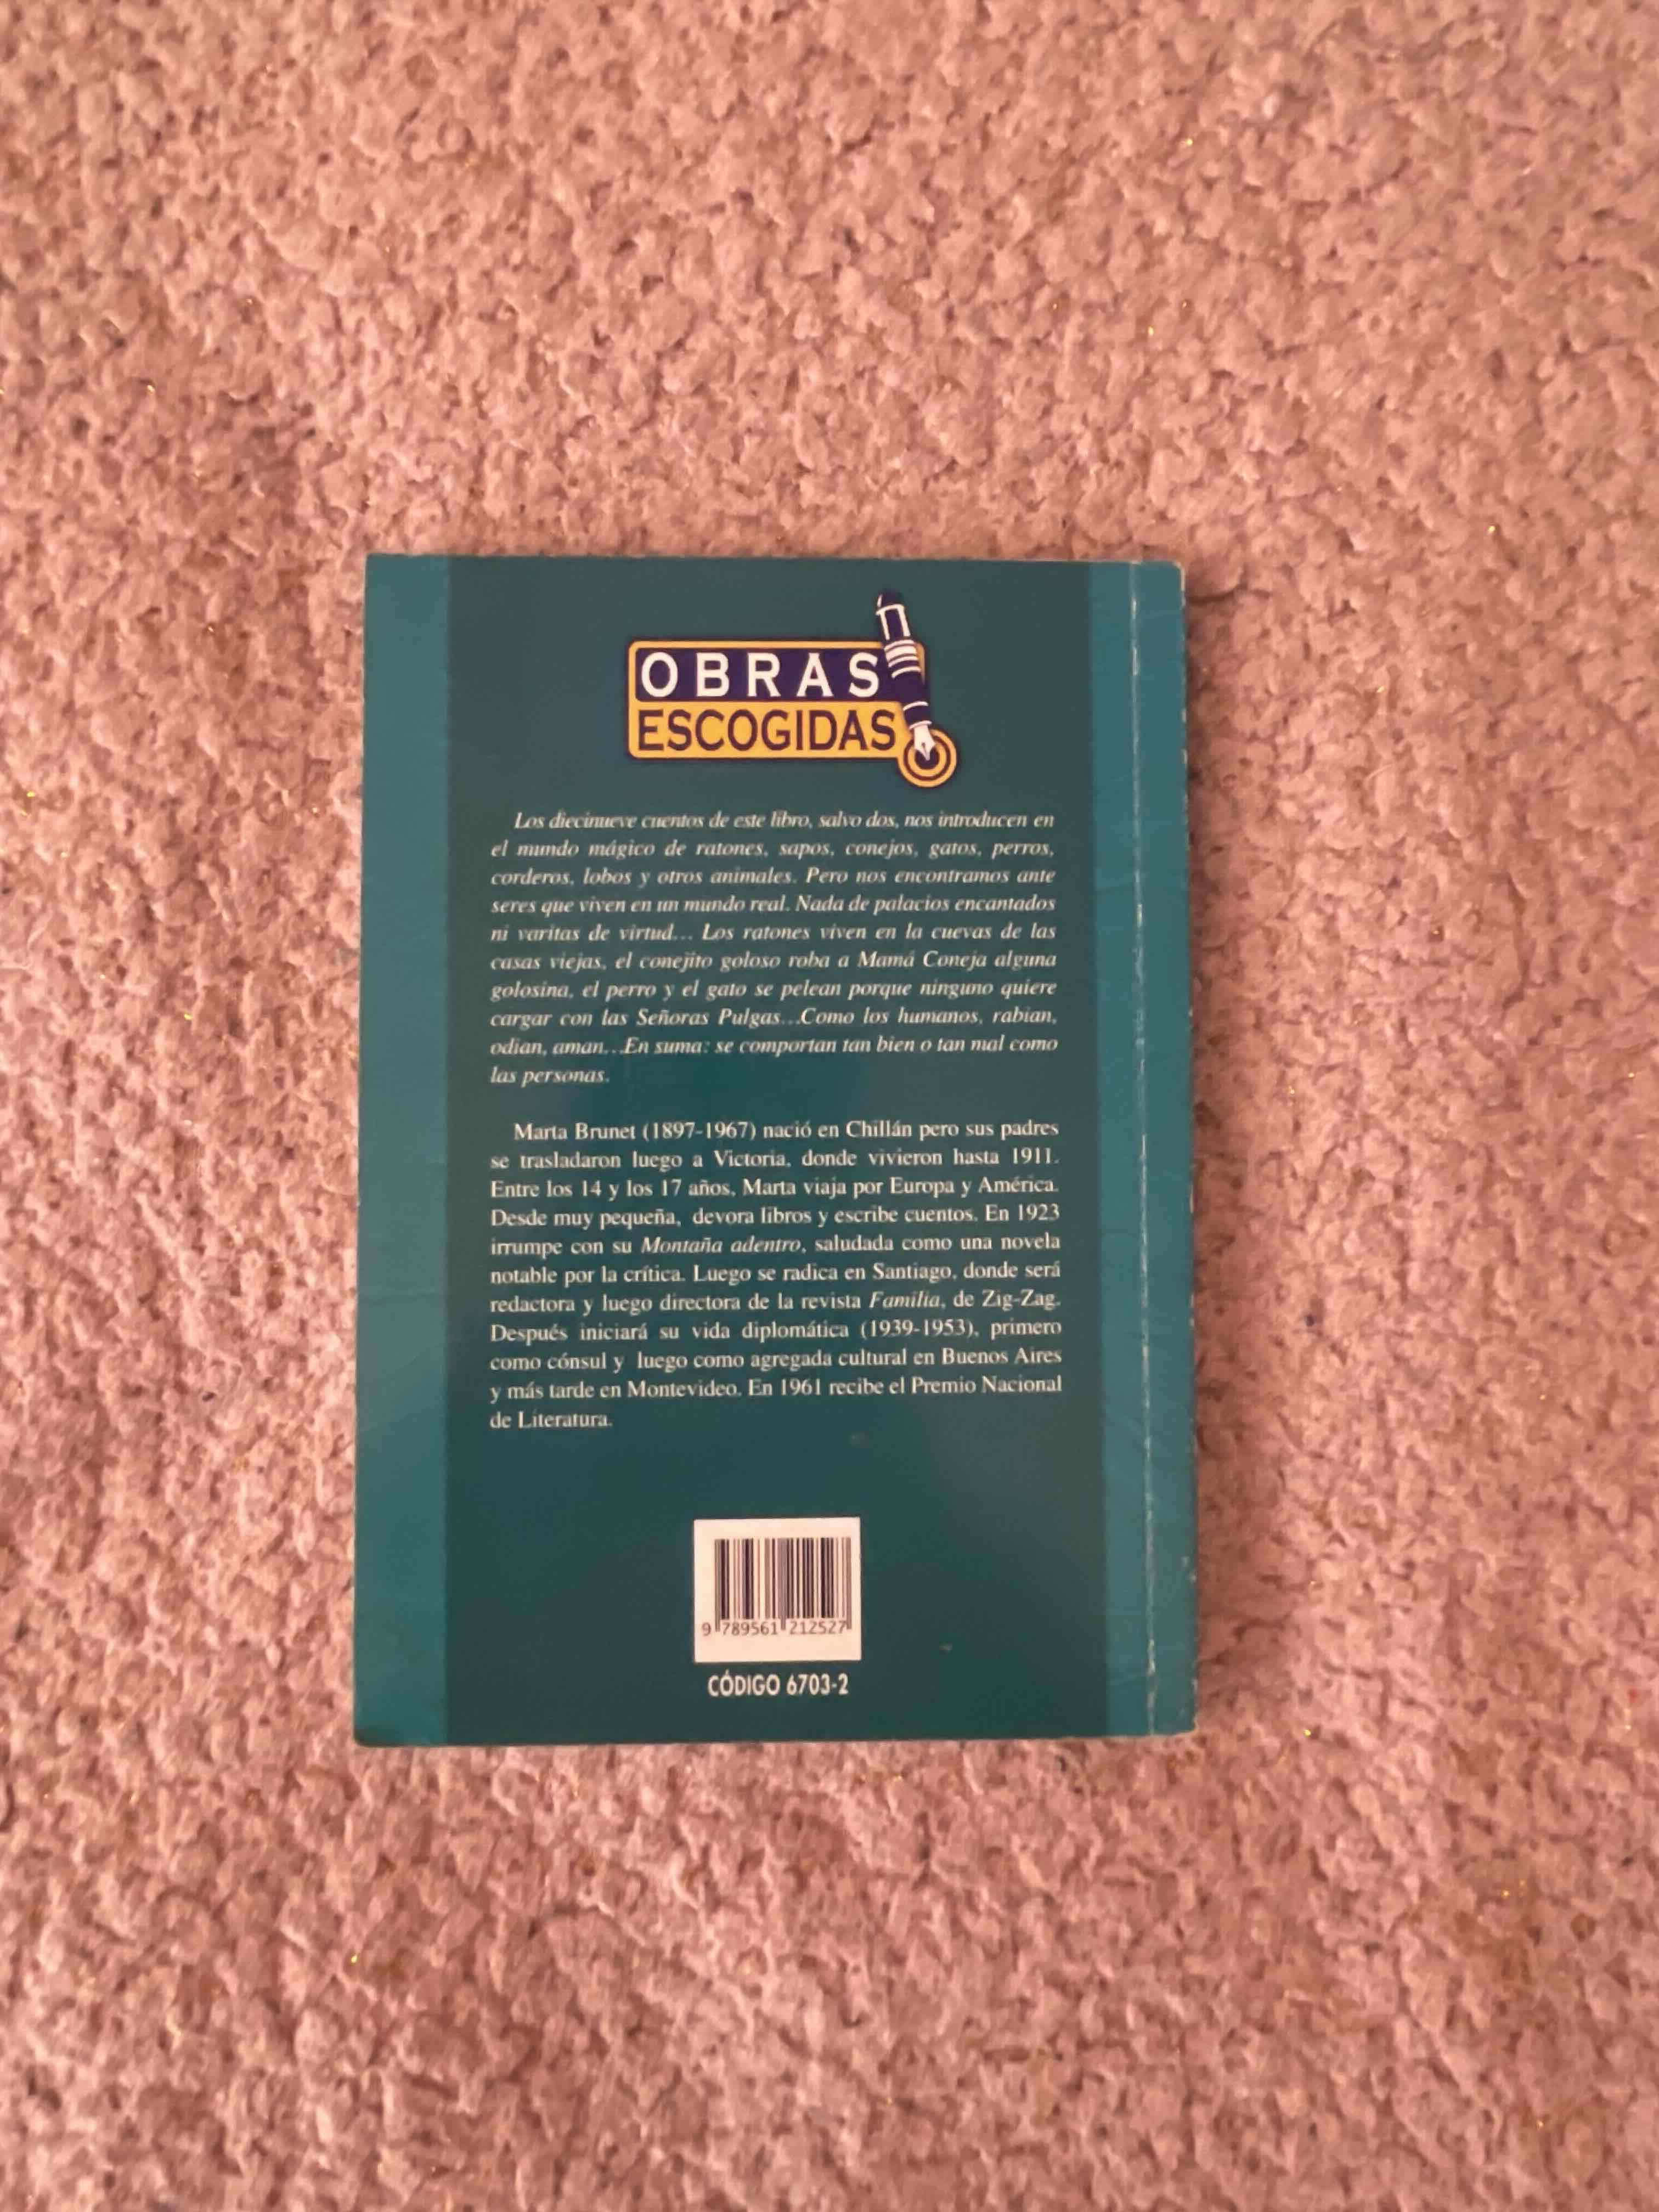 OBRAS
ESCOGIDAS
Los diecinueve cuentos de este libro, salvo dos, nos introducen en
el mundo mágico de ratones, sapos, conejos, gatos, perros,
corderos, lobos y otros animales. Pero nos encontramos ante
seres que viven en un mundo real. Nada de palacios encantados
ni varitas de virtud... Los ratones viven en la cuevas de las
casas viejas, el conejito goloso roba a Mamá Coneja alguna
golosina, el perro y el gato se pelean porque ninguno quiere
cargar con las Señoras Pulgas...Como los humanos, rabian,
odian, aman...En suma: se comportan tan bien o tan mal como
las personas.
Marta Brunet (1897-1967) nació en Chillán pero sus padres
se trasladaron luego a Victoria, donde vivieron hasta 1911.
Entre los 14 y los 17 años, Marta viaja por Europa y América.
Desde muy pequeña, devora libros y escribe cuentos. En 1923
irrumpe con su Montaña adentro, saludada como una novela
notable por la crítica. Luego se radica en Santiago, donde será
redactora y luego directora de la revista Familia, de Zig-Zag.
Después iniciará su vida diplomática (1939-1953), primero
como cónsul y luego como agregada cultural en Buenos Aires
y más tarde en Montevideo. En 1961 recibe el Premio Nacional
de Literatura.
9 789561 212527
CÓDIGO 6703-2